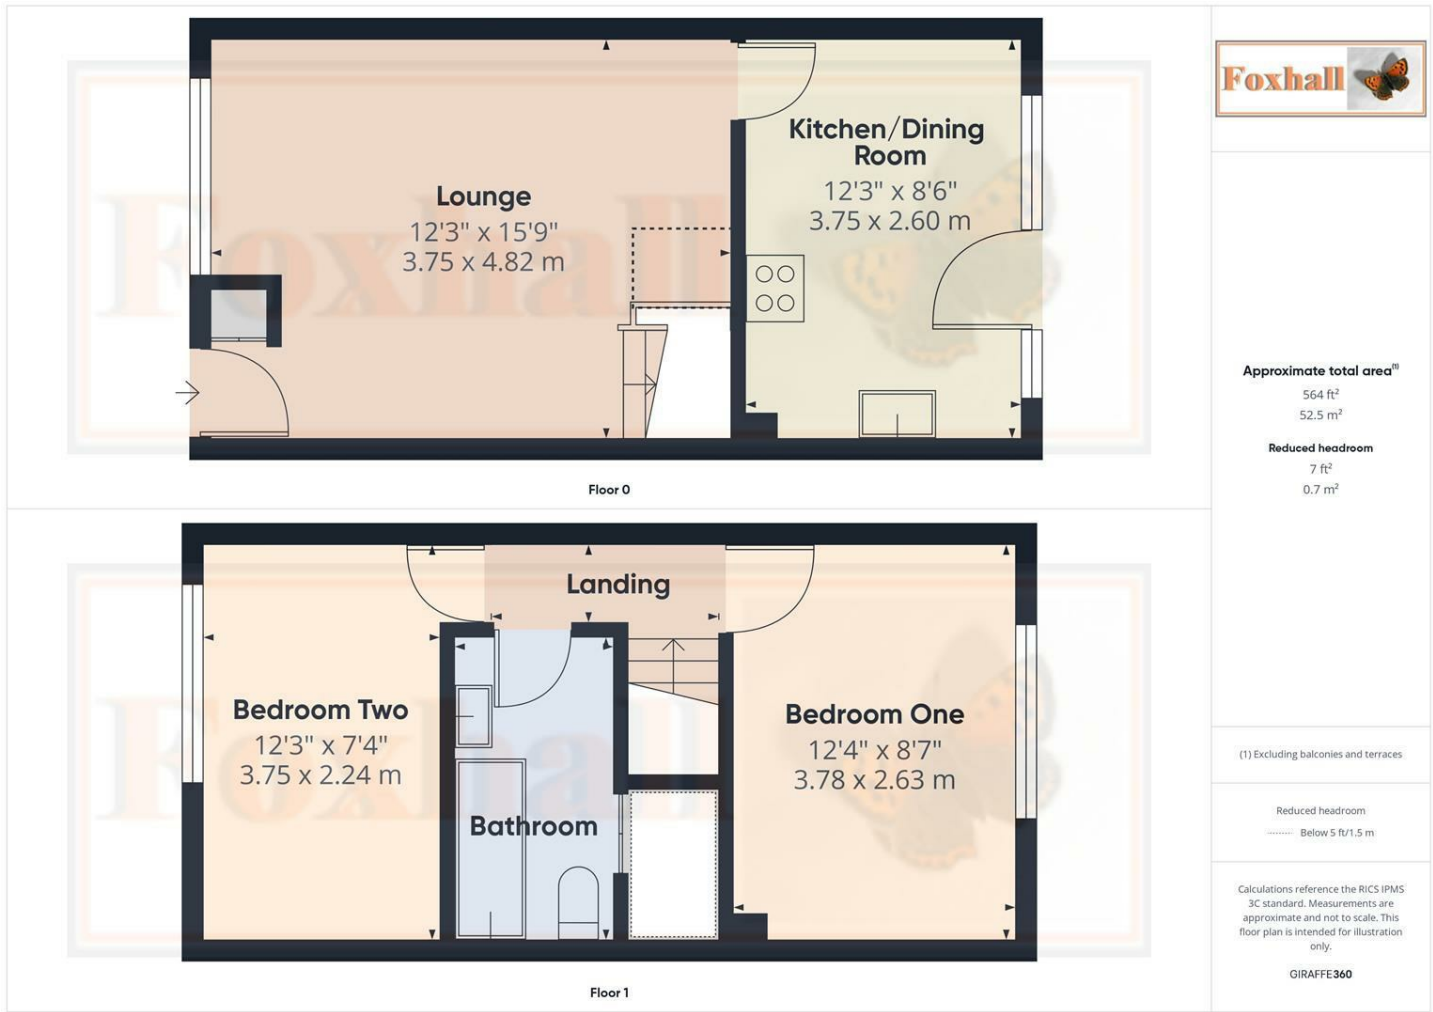 Foxhall
Kitchen/Dining
Room
12'3" x 8'6"
3.75 x 2.60 m
Lounge
12'3" x 15'9"
3.75 x 4.82 m
Foxhall
Floor 0
Landing
Bedroom Two
12'3" x 7'4"
3.75 x 2.24 m
Bedroom One
12'4" x 8'7"
3.78 x 2.63 m
Foxhall
Bathroom
Floor 1
Approximate total area(1)
564 ft²
52.5 m²
Reduced headroom
7 ft²
0.7 m²
(1) Excluding balconies and terraces
Reduced headroom
Below 5 ft/1.5 m
Calculations reference the RICS IPMS
3C standard. Measurements are
approximate and not to scale. This
floor plan is intended for illustration
only.
GIRAFFE360